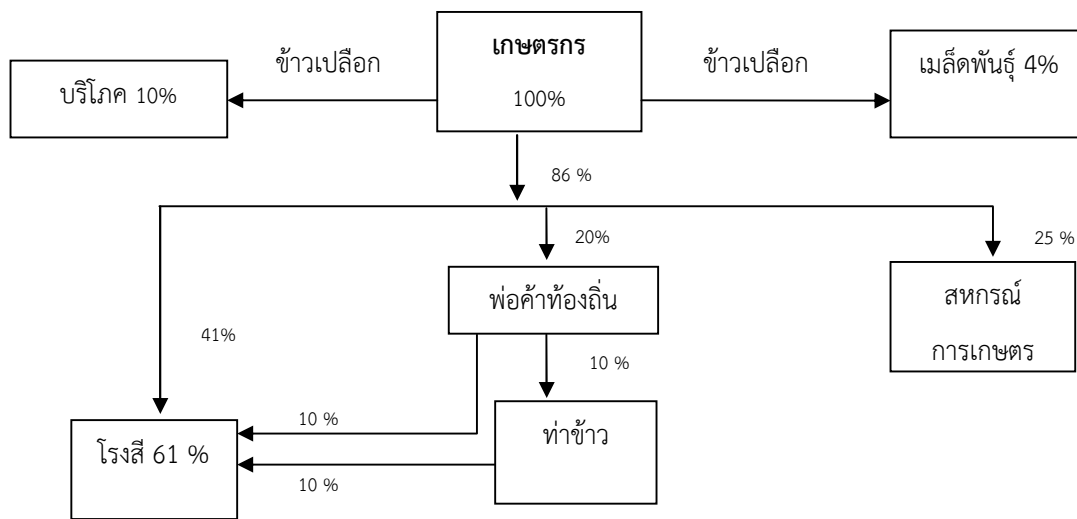 เกษตรกร
100%
ข้าวเปลือก
ข้าวเปลือก
บริโภค 10%
เมล็ดพันธุ์ 4%
86 %
20%
25 %
พ่อค้าท้องถิ่น
สหกรณ์
การเกษตร
41%
10 %
10 %
ท่าข้าว
โรงสี 61 %
10 %